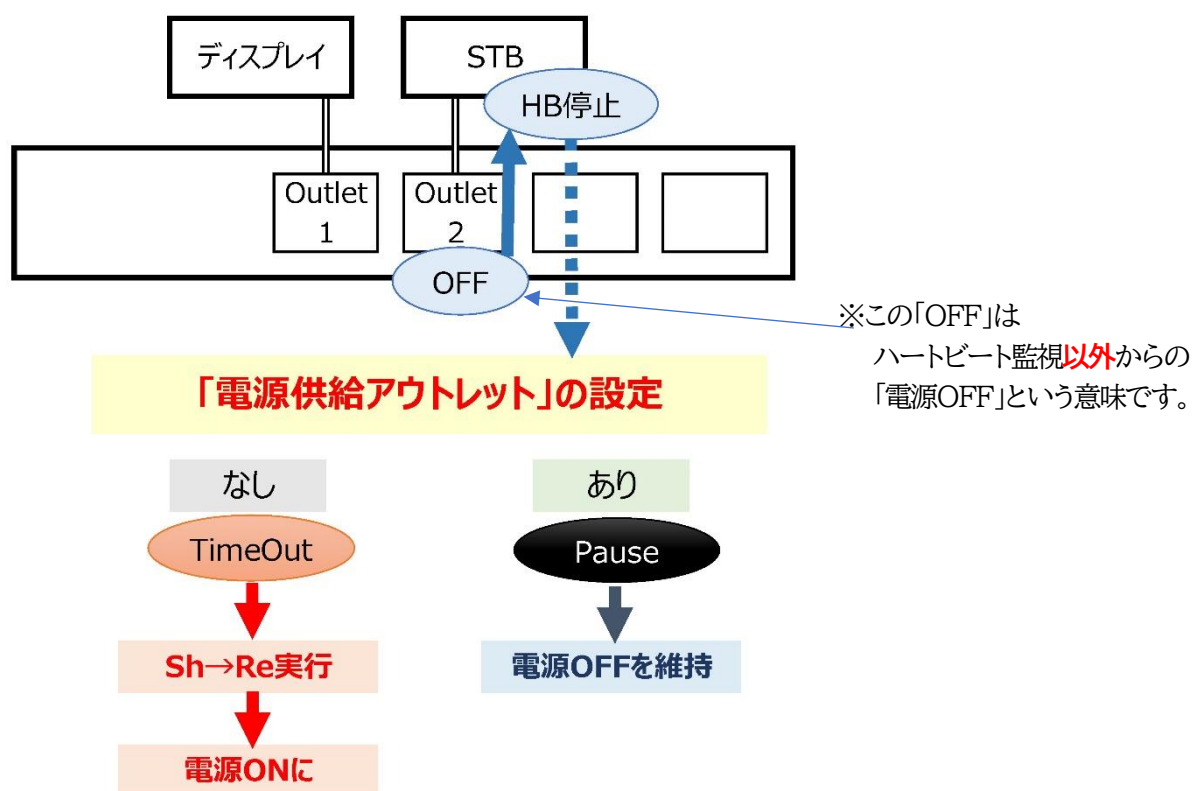 ディスプレイ
STB
HB停止
Outlet
1
Outlet
2
OFF
※この「OFF」は
ハートビート監視以外からの
「電源OFF」という意味です。
「電源供給アウトレット」の設定
なし
あり
TimeOut
Pause
Sh→Re実行
電源OFFを維持
電源ONに